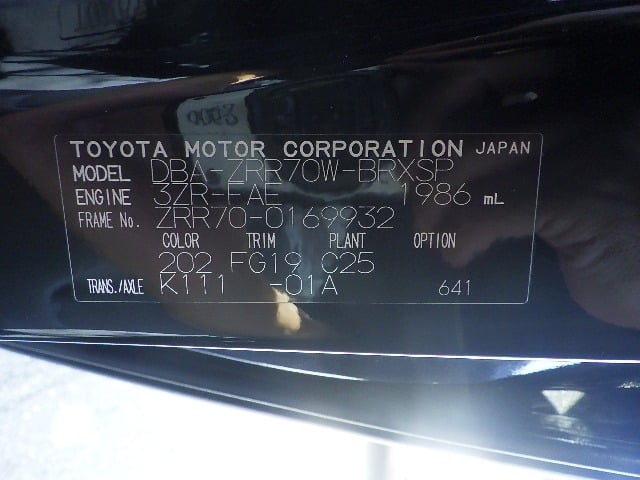 TOYOTA MOTOR CORPORATION JAPAN
MODEL DBA-ZRR70W-BRXSP
ENGINE 3ZR-FAE 1986 mL
FRAME No. ZRR70-0169932
COLOR TRIM PLANT OPTION
202 FG19 C25
TRANS./AXLE K111 -01A 641